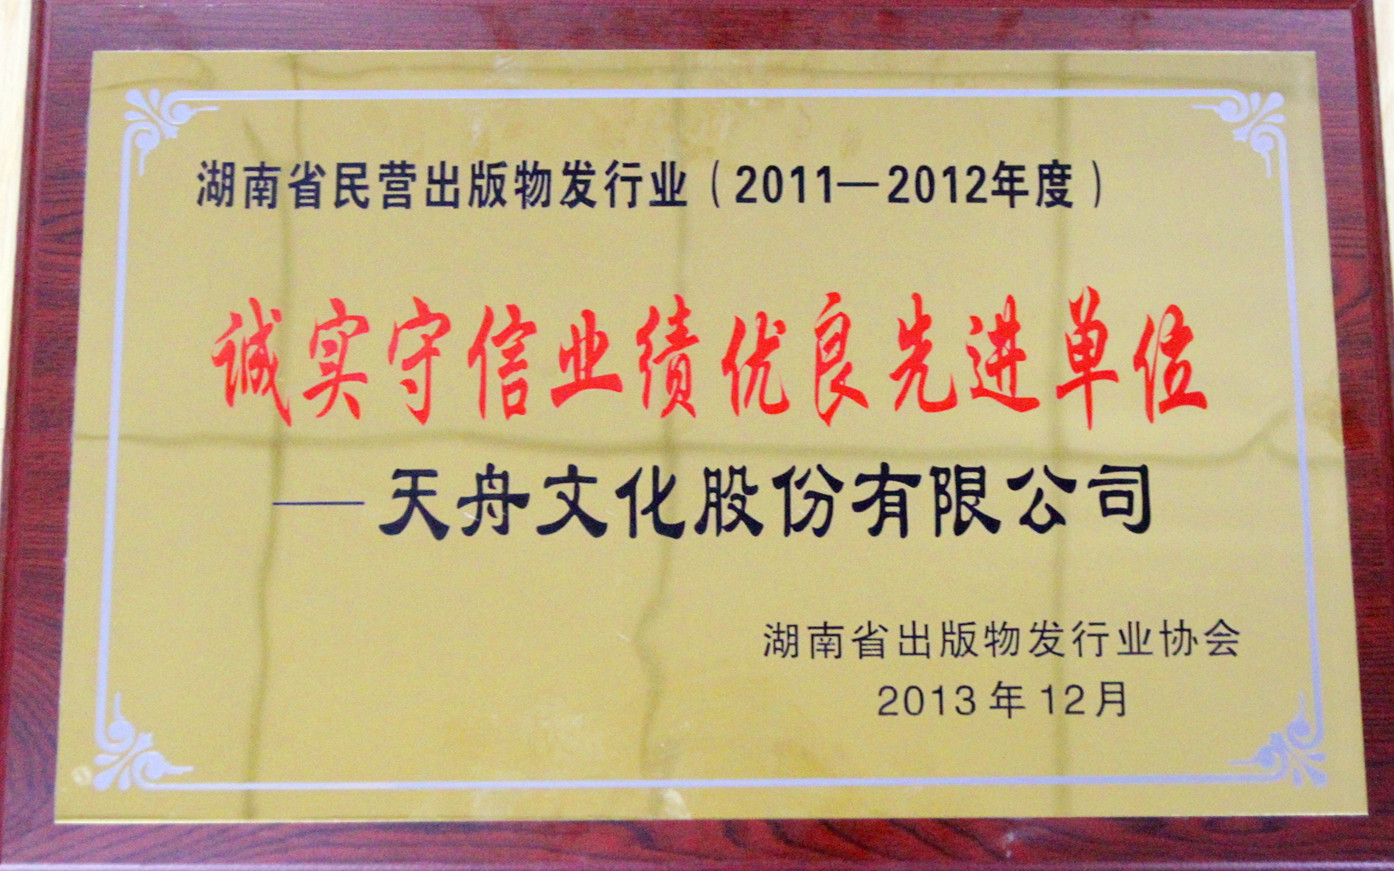 湖南省民营出版物发行业（2011—2012年度）
诚实守信业绩优良先进单位
——天舟文化股份有限公司
湖南省出版物发行业协会
2013年12月